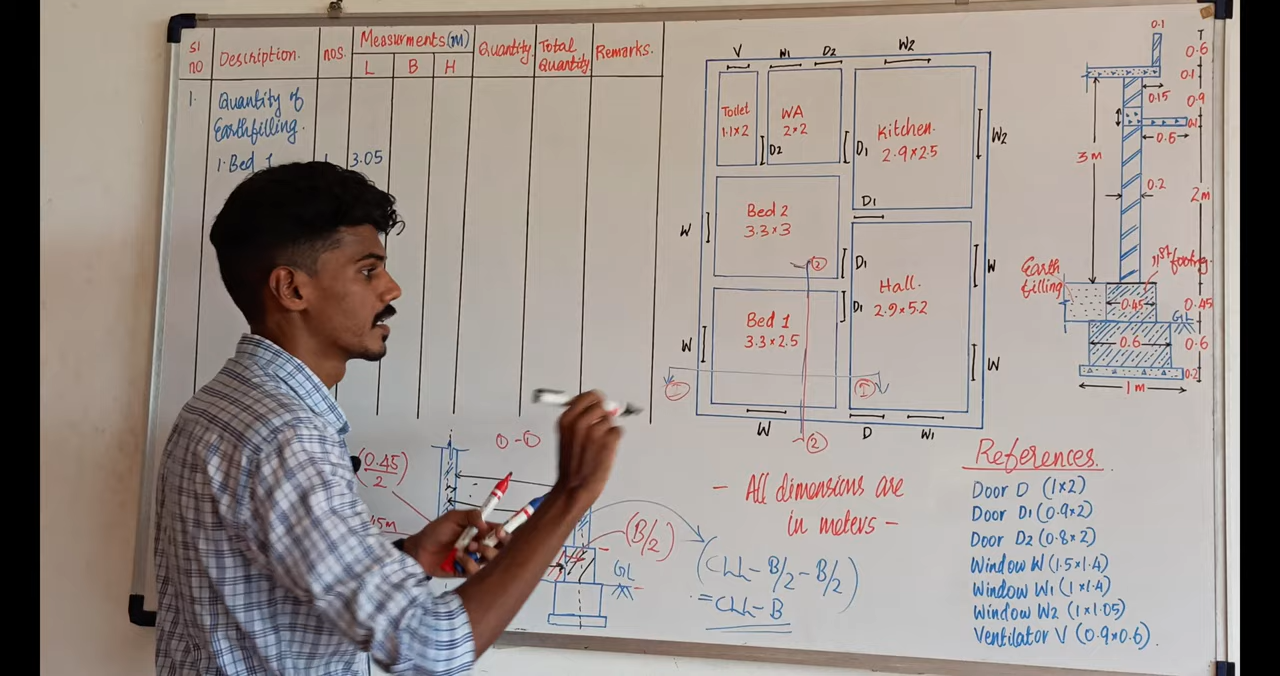 Sl no
Description.
nos.
Measurments (m)
L
B
H
Quantity.
Total Quantity.
Remarks.
1.
Quantity of
Earthfilling.
1. Bed 1
3.05
V
W1
D2
W2
Toilet
1.1×2
WA
2×2
Kitchen.
2.9×2.5
D2
D1
W2
D1
Bed 2
3.3×3
W
②
D1
Hall.
2.9×5.2
W
Bed 1
3.3×2.5
D1
W
W
①
①
W
②
D
W1
0.1
T
0.6
0.1
0.15
0.9
0.6
3m
0.2
2m
Earth
filling
1st footing.
0.45
0.45
GL
0.6
0.6
0.2
1m
①-①
(0.45)
2
(B/2)
GL
(CLL - B/2 - B/2)
= CLL - B
- All dimensions are
in meters -
References.
Door D (1×2)
Door D1 (0.9×2)
Door D2 (0.8×2)
Window W (1.5×1.4)
Window W1 (1×1.4)
Window W2 (1×1.05)
Ventilator V (0.9×0.6).